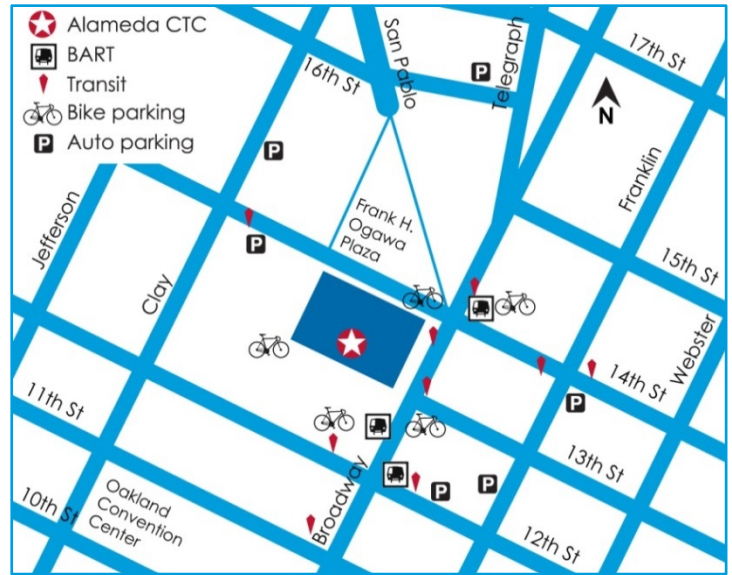 Alameda CTC
BART
Transit
Bike parking
P Auto parking
San Pablo
Telegraph
17th St
16th St
P
N
P
Franklin
Jefferson
Frank H.
Ogawa
Plaza
P
15th St
Clay
Webster
14th St
P
11th St
13th St
Broadway
P
P
10th St
Oakland
Convention
Center
12th St